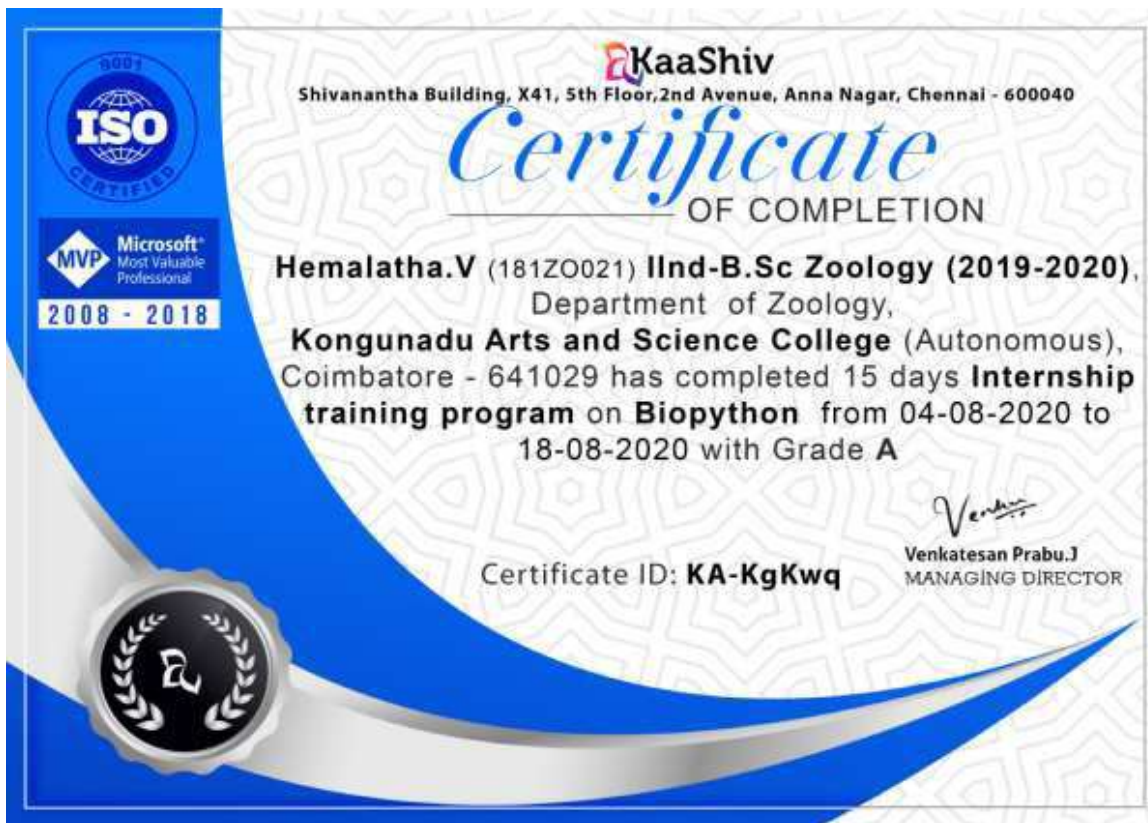 9001
ISO
CERTIFIED
MVP
Microsoft®
Most Valuable
Professional
2008 - 2018
KaaShiv
Shivanantha Building, X41, 5th Floor,2nd Avenue, Anna Nagar, Chennai - 600040
Certificate
OF COMPLETION
Hemalatha.V (181ZO021) IInd-B.Sc Zoology (2019-2020),
Department of Zoology,
Kongunadu Arts and Science College (Autonomous),
Coimbatore - 641029 has completed 15 days Internship
training program on Biopython from 04-08-2020 to
18-08-2020 with Grade A
Venkatesan Prabu.J
MANAGING DIRECTOR
Certificate ID: KA-KgKwq